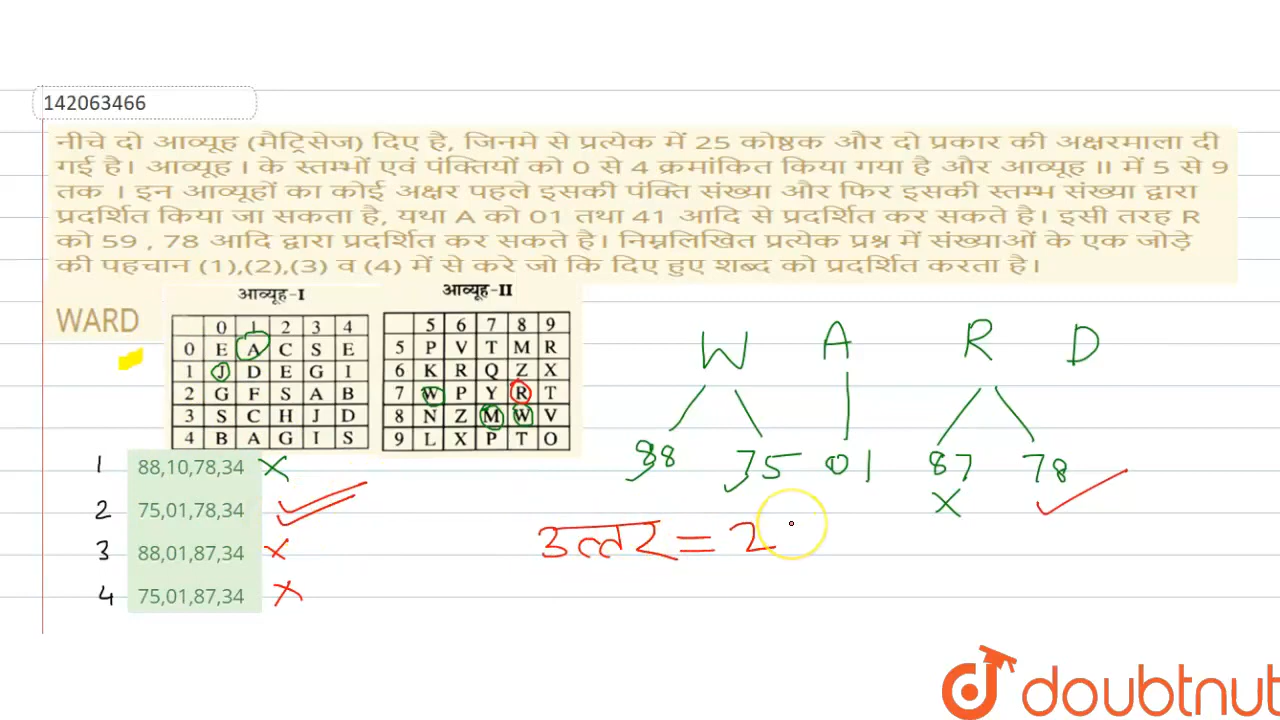 142063466
नीचे दो आव्यूह (मैट्रिसेज) दिए है, जिनमे से प्रत्येक में 25 कोष्ठक और दो प्रकार की अक्षरमाला दी
गई है। आव्यूह I के स्तम्भों एवं पंक्तियों को 0 से 4 क्रमांकित किया गया है और आव्यूह II में 5 से 9
तक । इन आव्यूहों का कोई अक्षर पहले इसकी पंक्ति संख्या और फिर इसकी स्तम्भ संख्या द्वारा
प्रदर्शित किया जा सकता है, यथा A को 01 तथा 41 आदि से प्रदर्शित कर सकते है। इसी तरह R
को 59 , 78 आदि द्वारा प्रदर्शित कर सकते है। निम्नलिखित प्रत्येक प्रश्न में संख्याओं के एक जोड़े
की पहचान (1),(2),(3) व (4) में से करे जो कि दिए हुए शब्द को प्रदर्शित करता है।
WARD
आव्यूह-I
0 1 2 3 4
0 E A C S E
1 J D E G I
2 G F S A B
3 S C H J D
4 B A G I S
आव्यूह-II
5 6 7 8 9
5 P V T M R
6 K R Q Z X
7 W P Y R T
8 N Z M W V
9 L X P T O
W A R D
88 75 01 87 78
1 88,10,78,34
2 75,01,78,34
3 88,01,87,34
4 75,01,87,34
उत्तर = 2
doubtnut